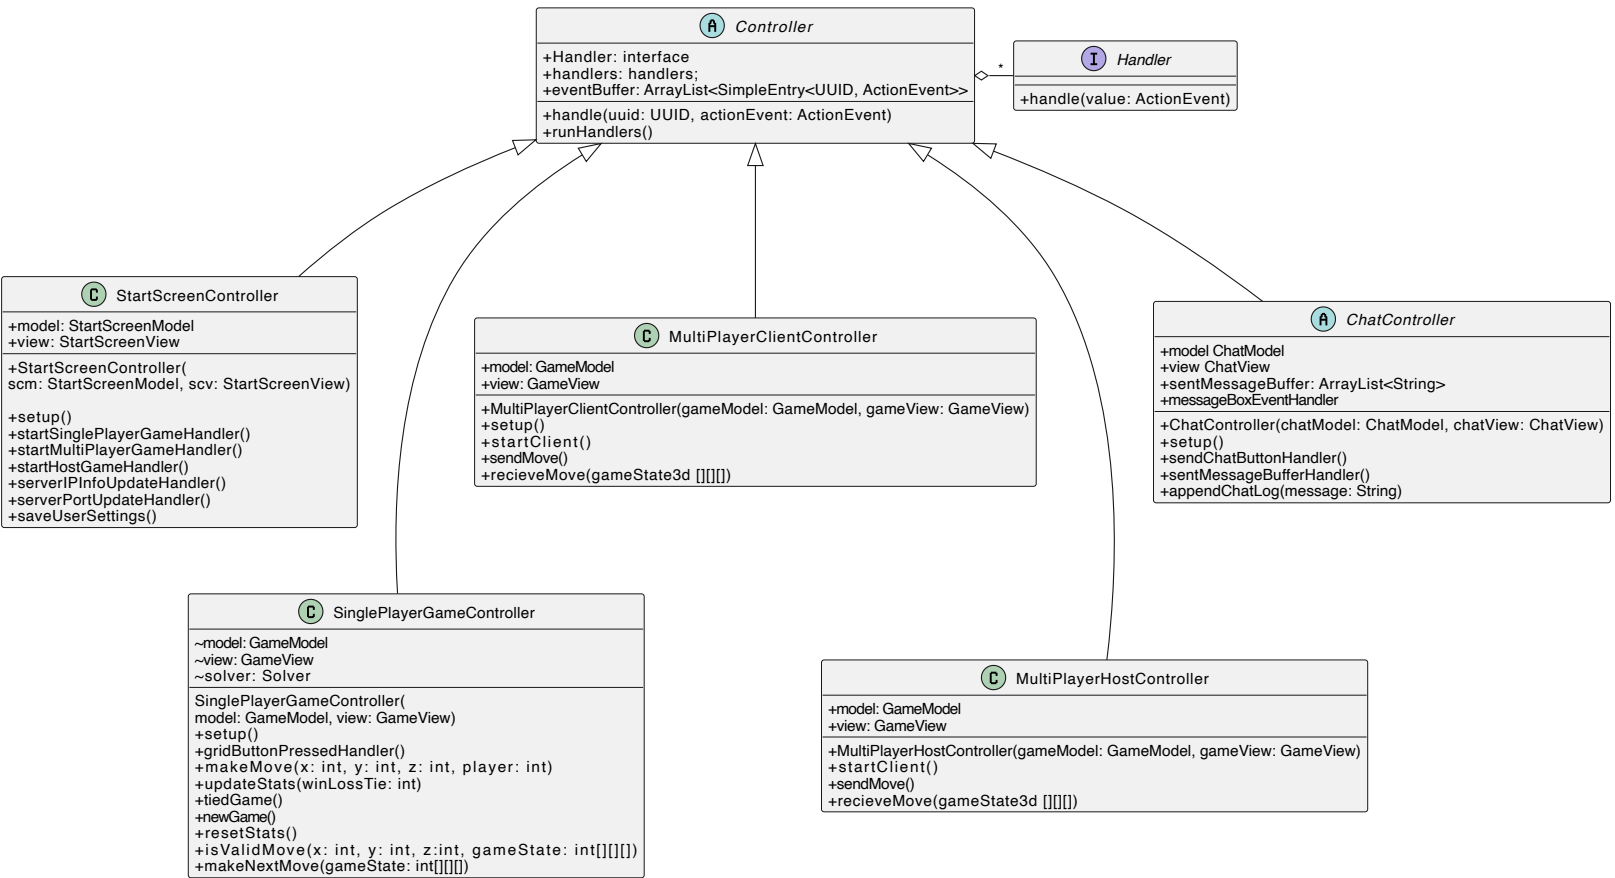 A Controller
+Handler: interface
+handlers: handlers;
+eventBuffer: ArrayList<SimpleEntry<UUID, ActionEvent>>
+handle(uuid: UUID, actionEvent: ActionEvent)
+runHandlers()
*
I Handler
+handle(value: ActionEvent)
C StartScreenController
+model: StartScreenModel
+view: StartScreenView
+StartScreenController(
scm: StartScreenModel, scv: StartScreenView)
+setup()
+startSinglePlayerGameHandler()
+startMultiPlayerGameHandler()
+startHostGameHandler()
+serverIPInfoUpdateHandler()
+serverPortUpdateHandler()
+saveUserSettings()
C MultiPlayerClientController
+model: GameModel
+view: GameView
+MultiPlayerClientController(gameModel: GameModel, gameView: GameView)
+setup()
+startClient()
+sendMove()
+recieveMove(gameState3d [][][])
A ChatController
+model ChatModel
+view ChatView
+sentMessageBuffer: ArrayList<String>
+messageBoxEventHandler
+ChatController(chatModel: ChatModel, chatView: ChatView)
+setup()
+sendChatButtonHandler()
+sentMessageBufferHandler()
+appendChatLog(message: String)
C SinglePlayerGameController
~model: GameModel
~view: GameView
~solver: Solver
SinglePlayerGameController(
model: GameModel, view: GameView)
+setup()
+gridButtonPressedHandler()
+makeMove(x: int, y: int, z: int, player: int)
+updateStats(winLossTie: int)
+tiedGame()
+newGame()
+resetStats()
+isValidMove(x: int, y: int, z:int, gameState: int[][][])
+makeNextMove(gameState: int[][][])
C MultiPlayerHostController
+model: GameModel
+view: GameView
+MultiPlayerHostController(gameModel: GameModel, gameView: GameView)
+startClient()
+sendMove()
+recieveMove(gameState3d [][][])